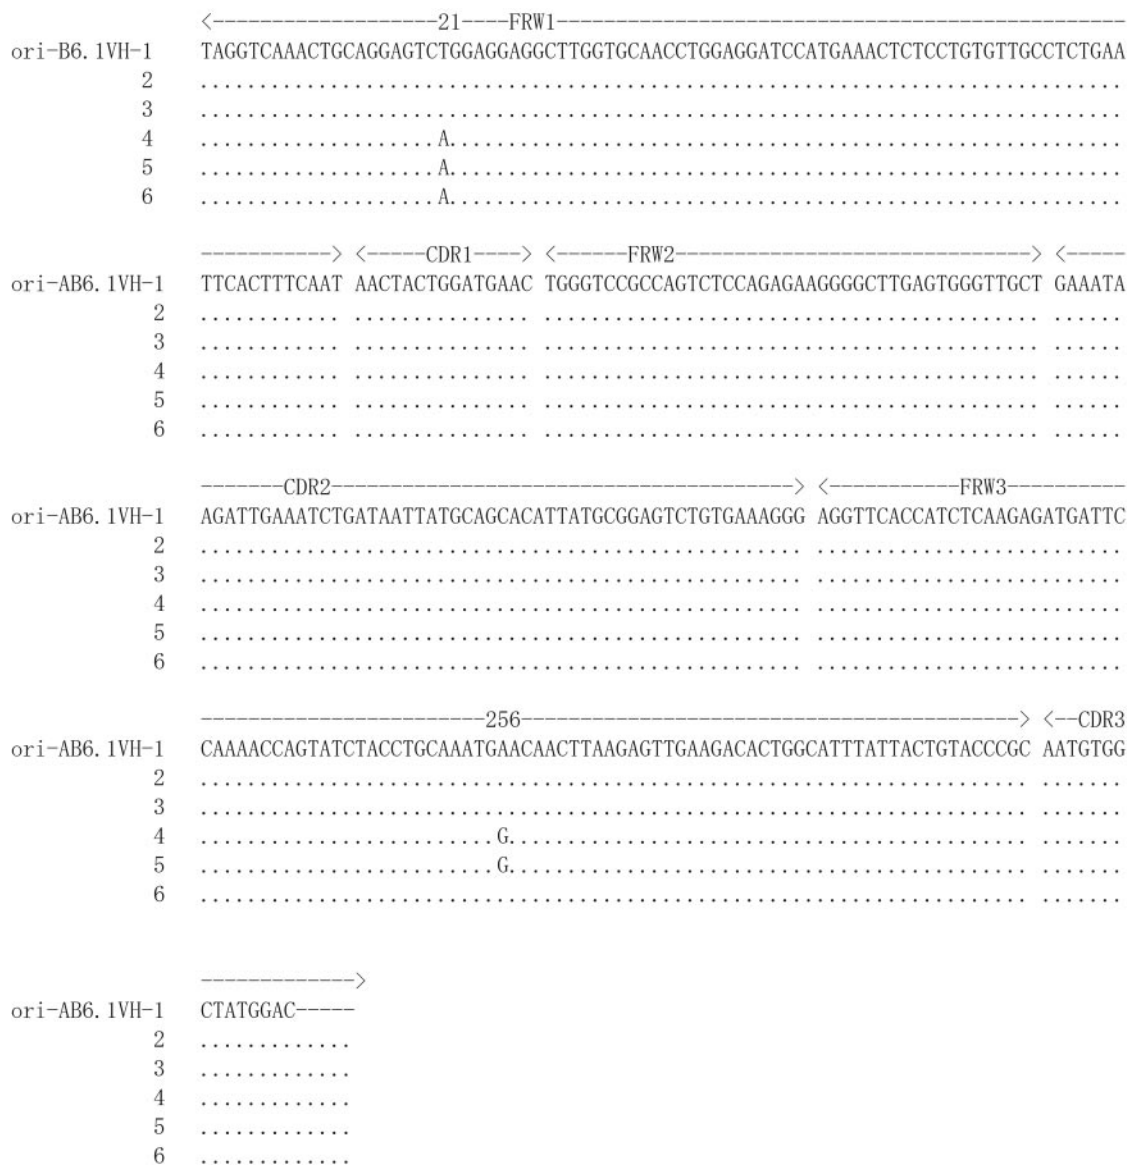 <-------------------21----FRW1------------------------------------------------
ori-B6.1VH-1 TAGGTCAAACTGCAGGAGTCTGGAGGAGGCTTGGTGCAACCTGGAGGATCCATGAAACTCTCCTGTGTTGCCTCTGAA
2 ..............................................................................
3 ..............................................................................
4 ....................A.........................................................
5 ....................A.........................................................
6 ....................A.........................................................
-----------> <-----CDR1----> <------FRW2------------------------------> <-----
ori-AB6.1VH-1 TTCACTTTCAAT AACTACTGGATGAAC TGGGTCCGCCAGTCTCCAGAGAAGGGGCTTGAGTGGGTTGCT GAAATA
2 ............ ............... .......................................... ......
3 ............ ............... .......................................... ......
4 ............ ............... .......................................... ......
5 ............ ............... .......................................... ......
6 ............ ............... .......................................... ......
-------CDR2---------------------------------------> <-----------FRW3----------
ori-AB6.1VH-1 AGATTGAAATCTGATAATTATGCAGCACATTATGCGGAGTCTGTGAAAGGG AGGTTCACCATCTCAAGAGATGATTC
2 ................................................... ..........................
3 ................................................... ..........................
4 ................................................... ..........................
5 ................................................... ..........................
6 ................................................... ..........................
------------------------256------------------------------------------> <--CDR3
ori-AB6.1VH-1 CAAAACCAGTATCTACCTGCAAATGAACAACTTAAGAGTTGAAGACACTGGCATTTATTACTGTACCCGC AATGTGG
2 ...................................................................... .......
3 ...................................................................... .......
4 .........................G............................................ .......
5 .........................G............................................ .......
6 ...................................................................... .......
------------->
ori-AB6.1VH-1 CTATGGAC-----
2 .............
3 .............
4 .............
5 .............
6 .............